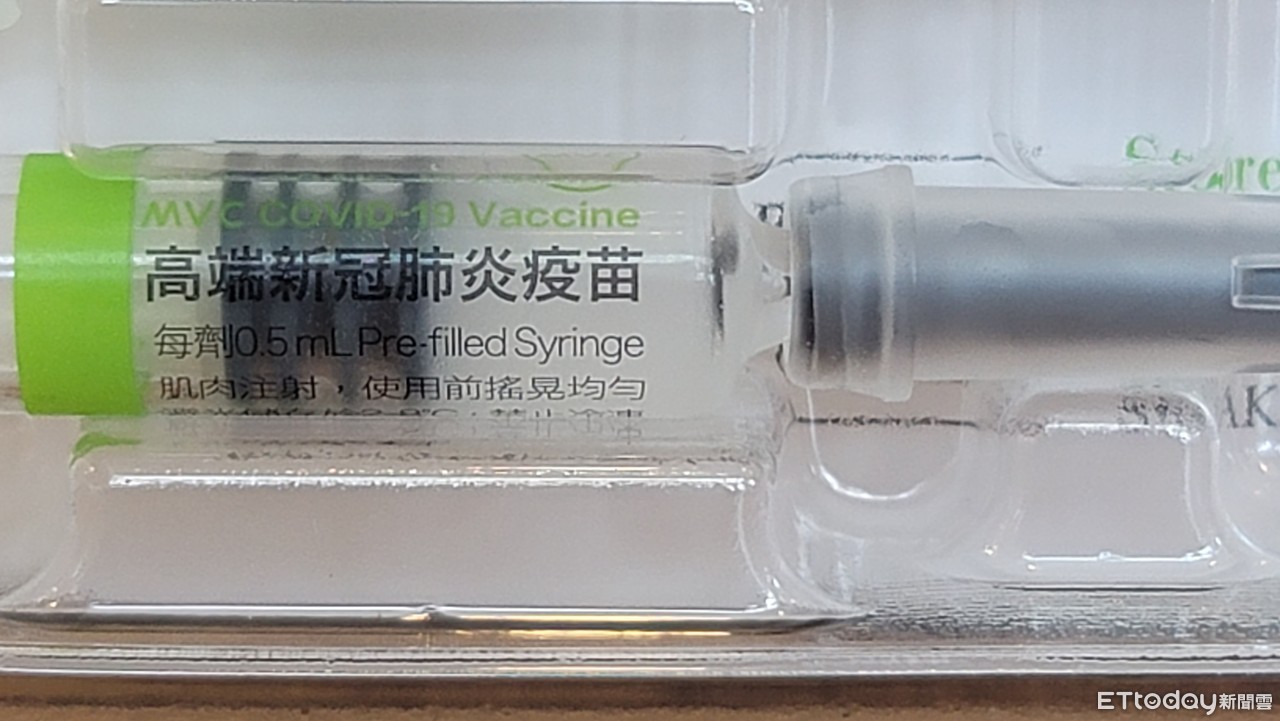 MVC COVID-19 Vaccine
高端新冠肺炎疫苗
每劑0.5 mL Pre-filled Syringe
肌肉注射，使用前搖晃均勻
ETtoday新聞雲